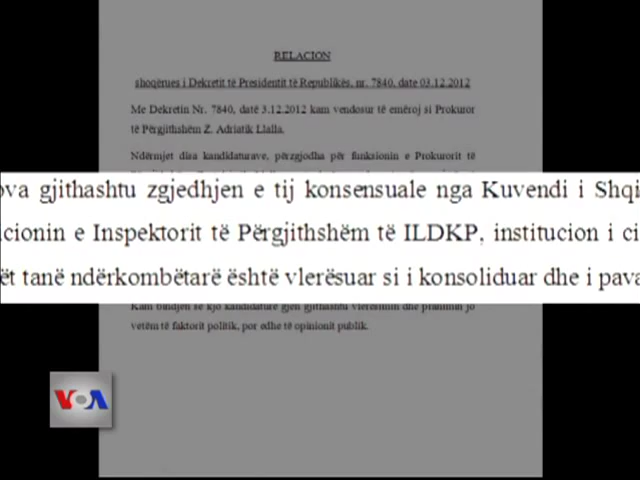 RELACION
shoqërues i Dekretit të Presidentit të Republikës, nr. 7840, date 03.12.2012
Me Dekretin Nr. 7840, datë 3.12.2012 kam vendosur të emëroj si Prokuror
të Përgjithshëm Z. Adriatik Llalla.
Ndërmjet disa kandidaturave, përzgjodha për funksionin e Prokurorit të
ova gjithashtu zgjedhjen e tij konsensuale nga Kuvendi i Shqi
cionin e Inspektorit të Përgjithshëm të ILDKP, institucion i ci
ët tanë ndërkombëtarë është vlerësuar si i konsoliduar dhe i pava
Kam bindjen se kjo kandidaturë gjen gjithashtu vlerësimin dhe pranimin jo
vetëm të faktorit politik, por edhe të opinionit publik.
VOA